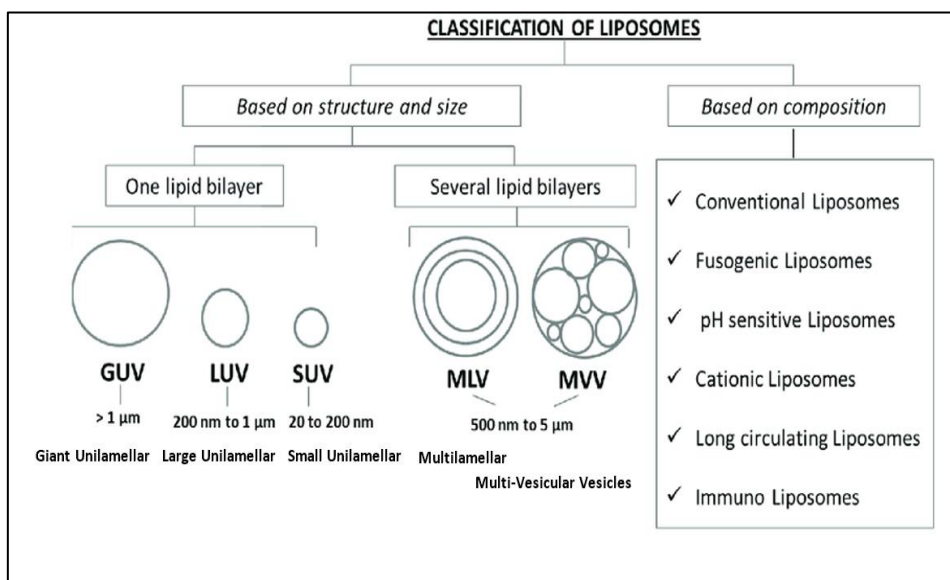 CLASSIFICATION OF LIPOSOMES
Based on structure and size
Based on composition
One lipid bilayer
Several lipid bilayers
✓ Conventional Liposomes
✓ Fusogenic Liposomes
✓ pH sensitive Liposomes
✓ Cationic Liposomes
✓ Long circulating Liposomes
✓ Immuno Liposomes
GUV LUV SUV MLV MVV
> 1 µm 200 nm to 1 µm 20 to 200 nm 500 nm to 5 µm
Giant Unilamellar Large Unilamellar Small Unilamellar Multilamellar
Multi-Vesicular Vesicles